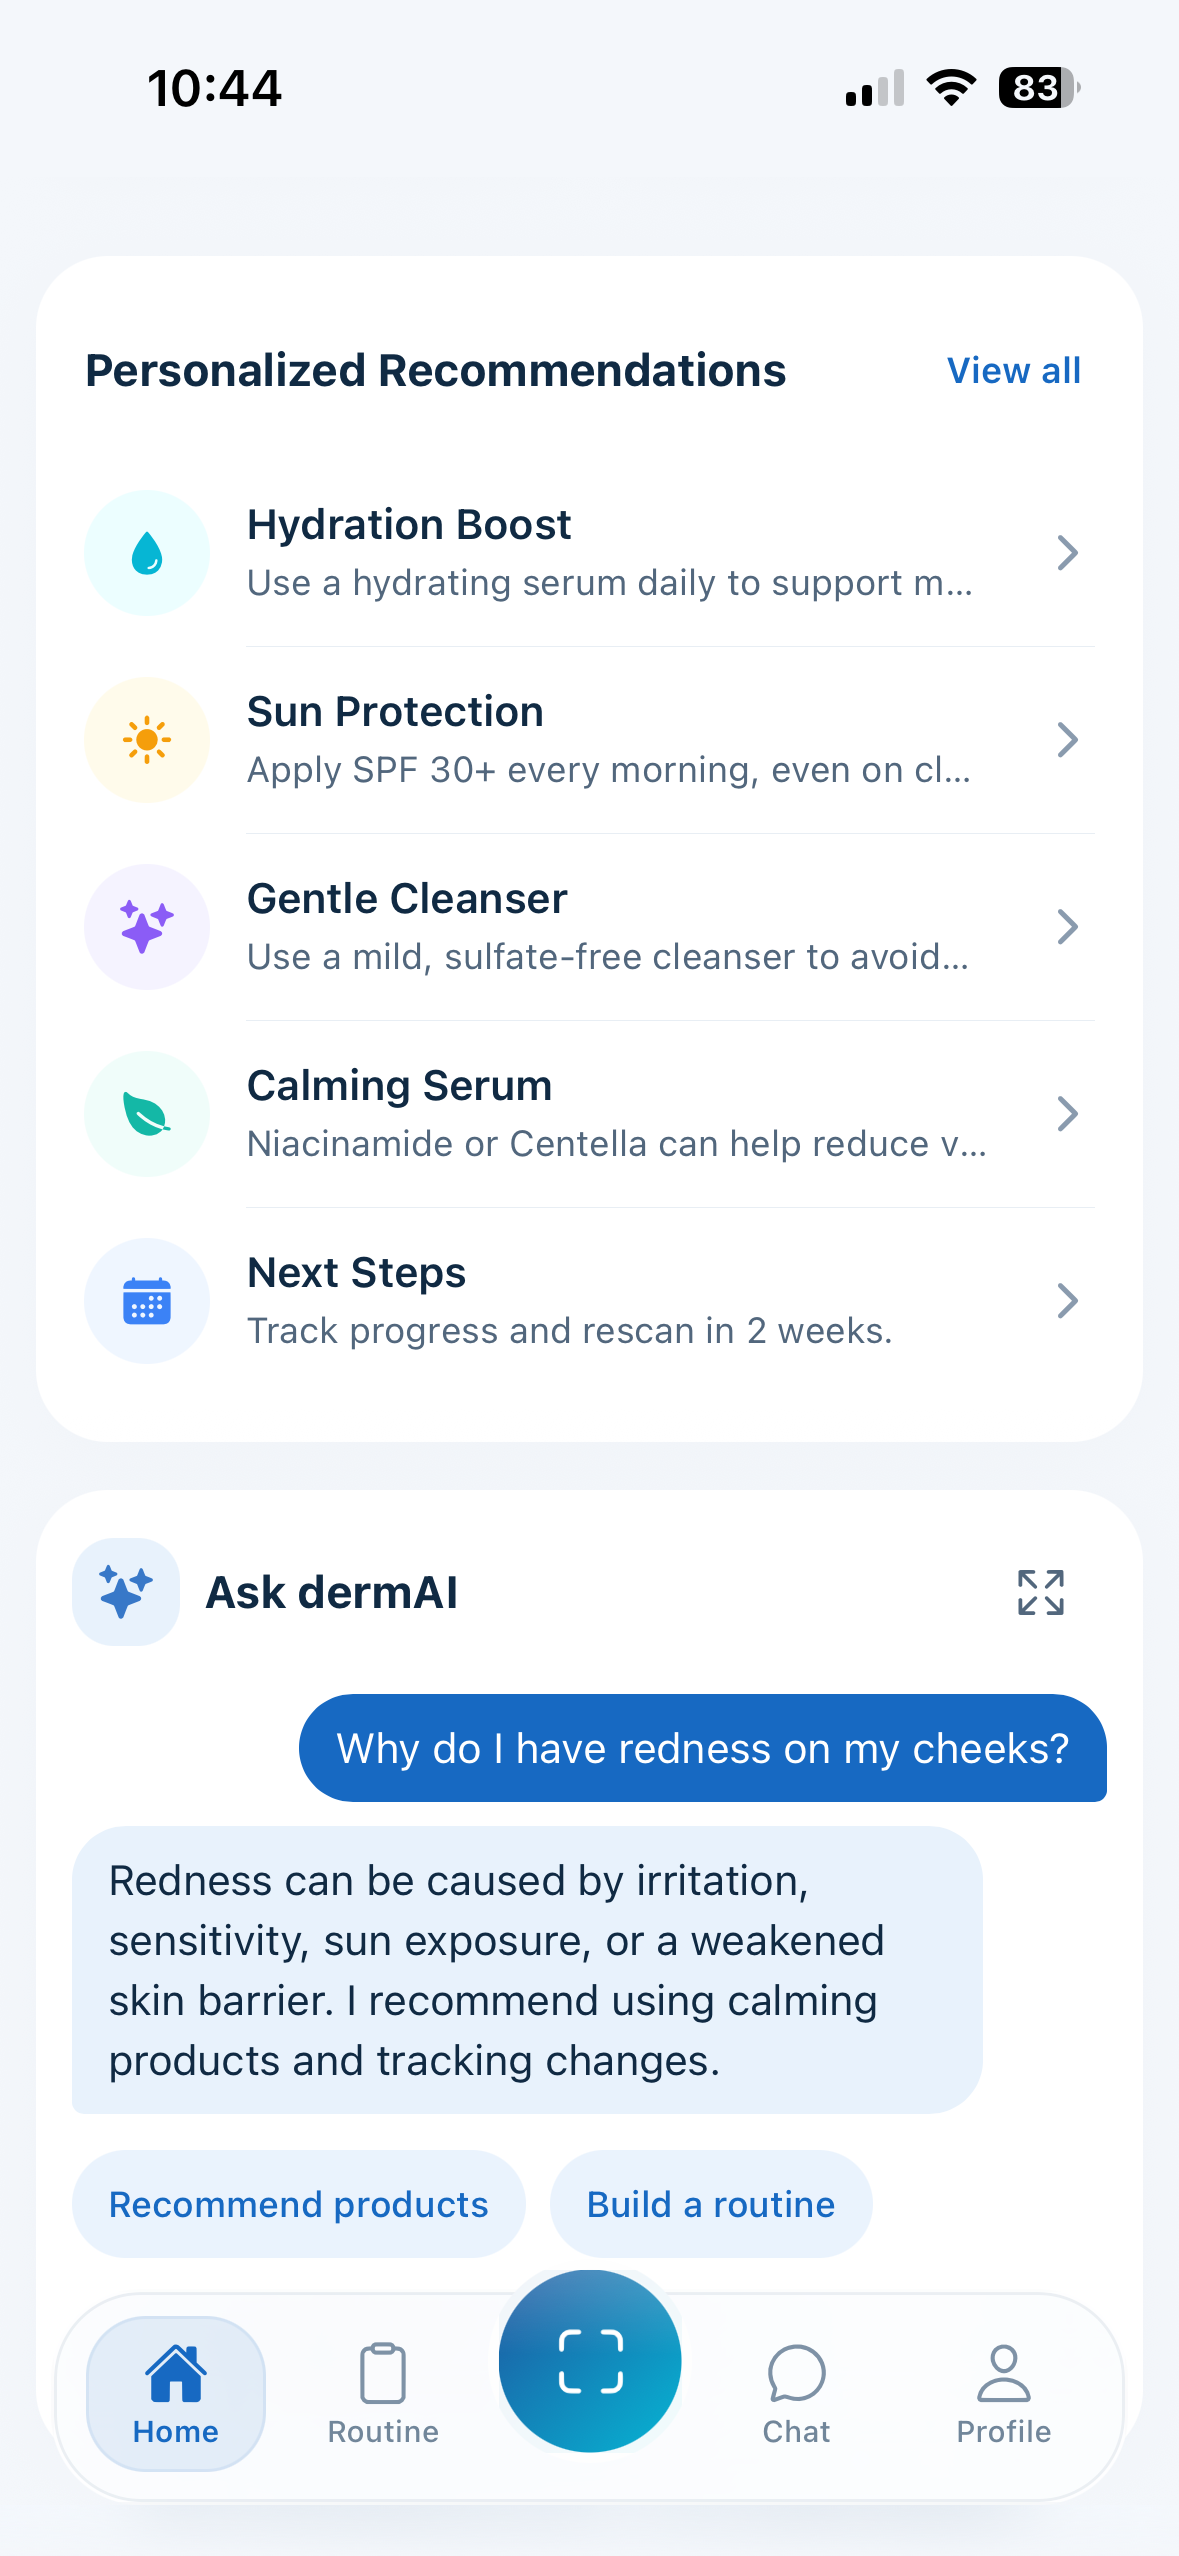 10:44
83
Personalized Recommendations
View all
Hydration Boost
Use a hydrating serum daily to support m...
Sun Protection
Apply SPF 30+ every morning, even on cl...
Gentle Cleanser
Use a mild, sulfate-free cleanser to avoid...
Calming Serum
Niacinamide or Centella can help reduce v...
Next Steps
Track progress and rescan in 2 weeks.
Ask dermAI
Why do I have redness on my cheeks?
Redness can be caused by irritation,
sensitivity, sun exposure, or a weakened
skin barrier. I recommend using calming
products and tracking changes.
Recommend products
Build a routine
Home
Routine
Chat
Profile